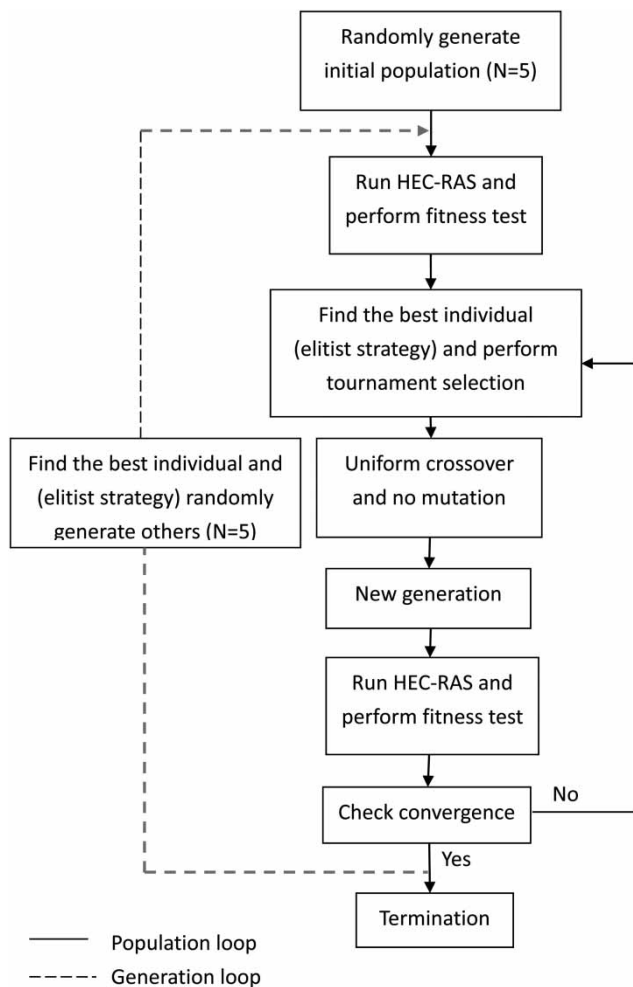 Randomly generate
initial population (N=5)
Run HEC-RAS and
perform fitness test
Find the best individual
(elitist strategy) and perform
tournament selection
Find the best individual and
(elitist strategy) randomly
generate others (N=5)
Uniform crossover
and no mutation
New generation
Run HEC-RAS and
perform fitness test
Check convergence
No
Yes
Termination
Population loop
Generation loop